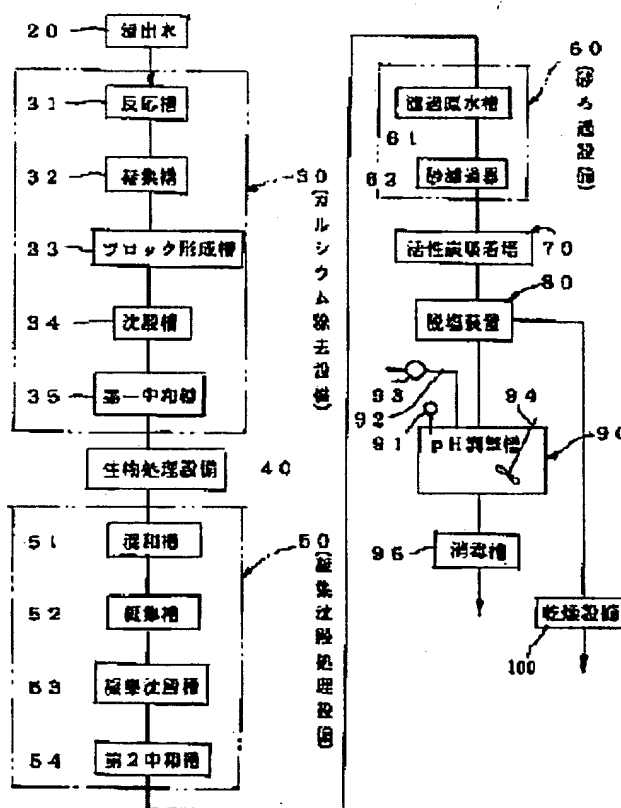 20 浸出水
31 反応槽
32 凝集槽
33 フロック形成槽
34 沈殿槽
35 第一中和槽
30(カルシウム除去設備)
生物処理設備 40
51 混和槽
52 凝集槽
53 凝集沈殿槽
54 第2中和槽
50(凝集沈殿処理設備)
60(砂ろ過設備)
濾過原水槽
61
62 砂濾過器
活性炭吸着塔 70
80
脱塩装置
93
92
91
94
pH調整槽 90
95 消毒槽
乾燥設備
100